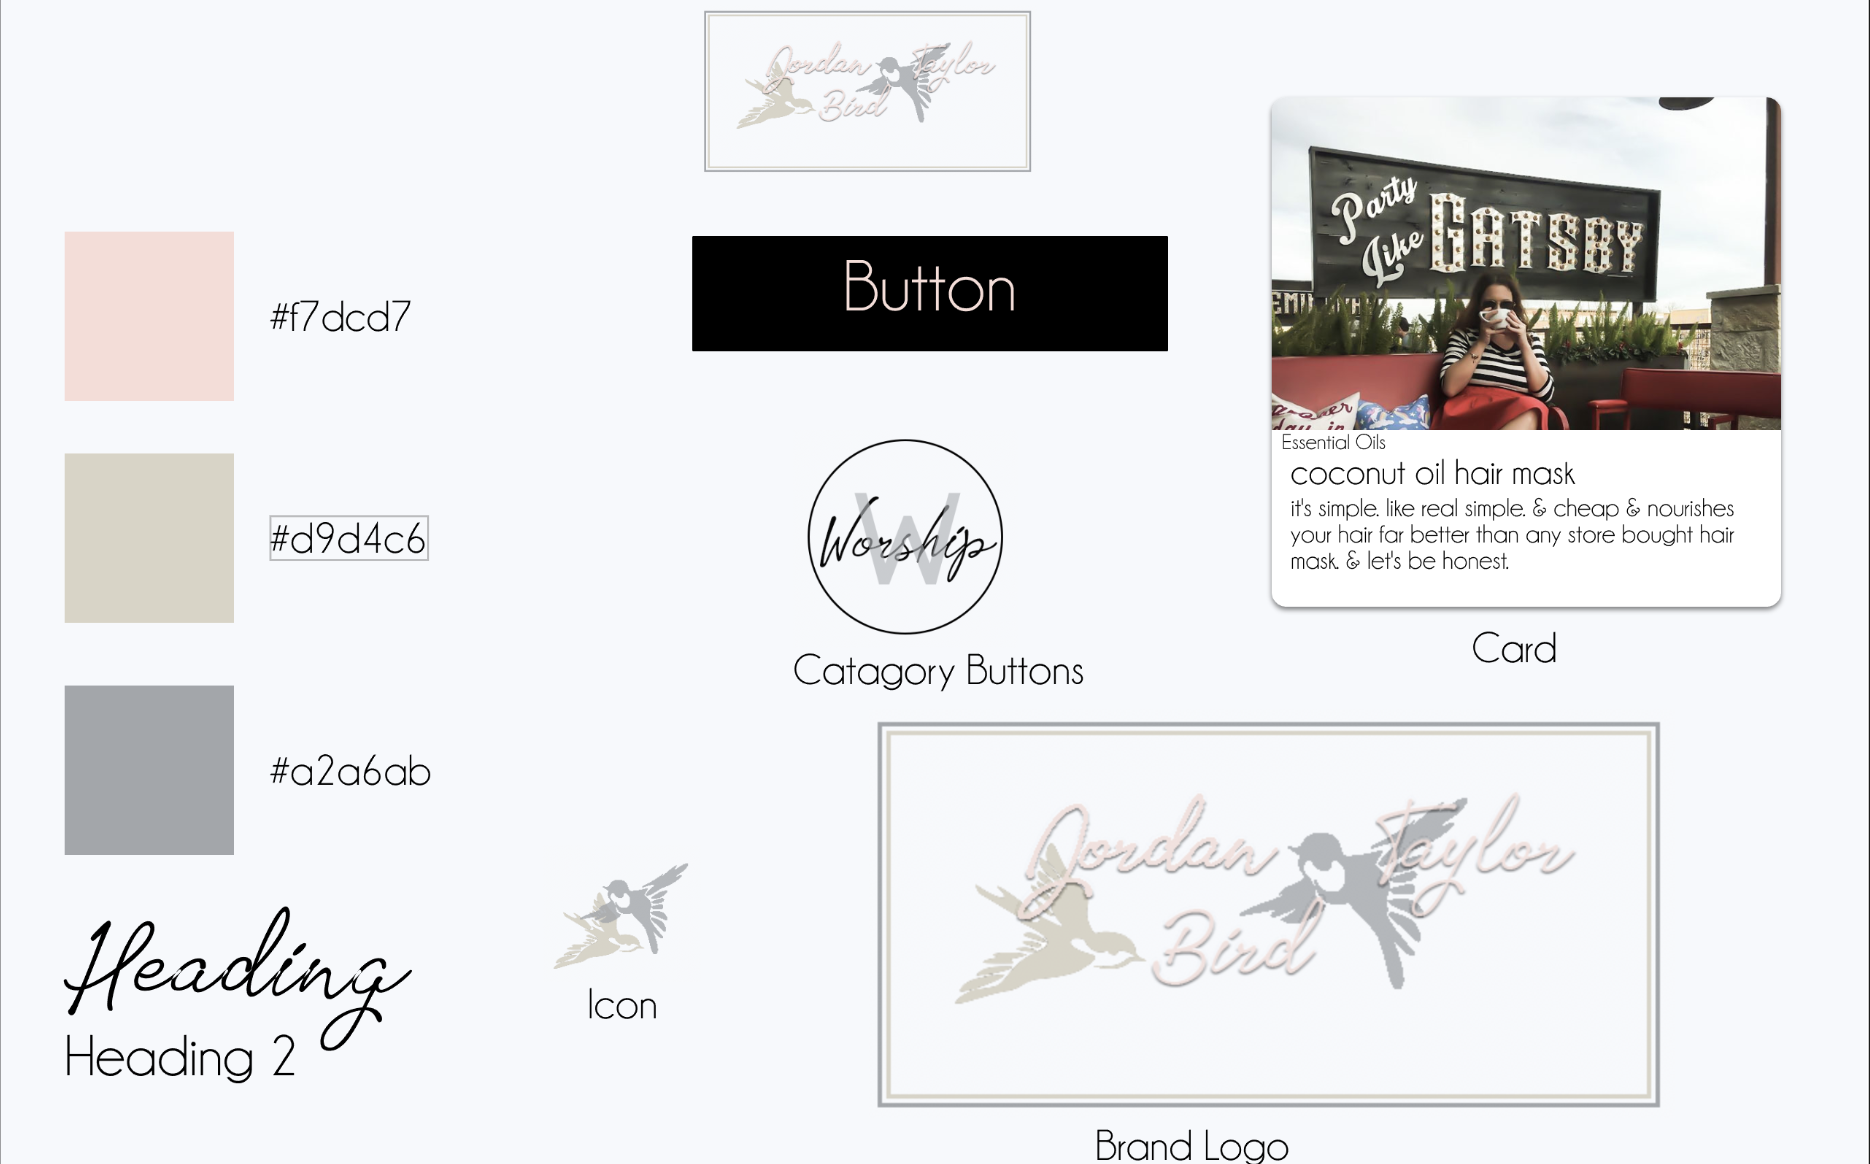 Jordan Taylor
Bird
Button
#f7dcd7
Party
Like GATSBY
Essential Oils
coconut oil hair mask
it's simple. like real simple. & cheap & nourishes
your hair far better than any store bought hair
mask. & let's be honest.
Card
#d9d4c6
W
Worship
Catagory Buttons
#a2a6ab
Jordan Taylor
Bird
Brand Logo
Icon
Heading
Heading 2